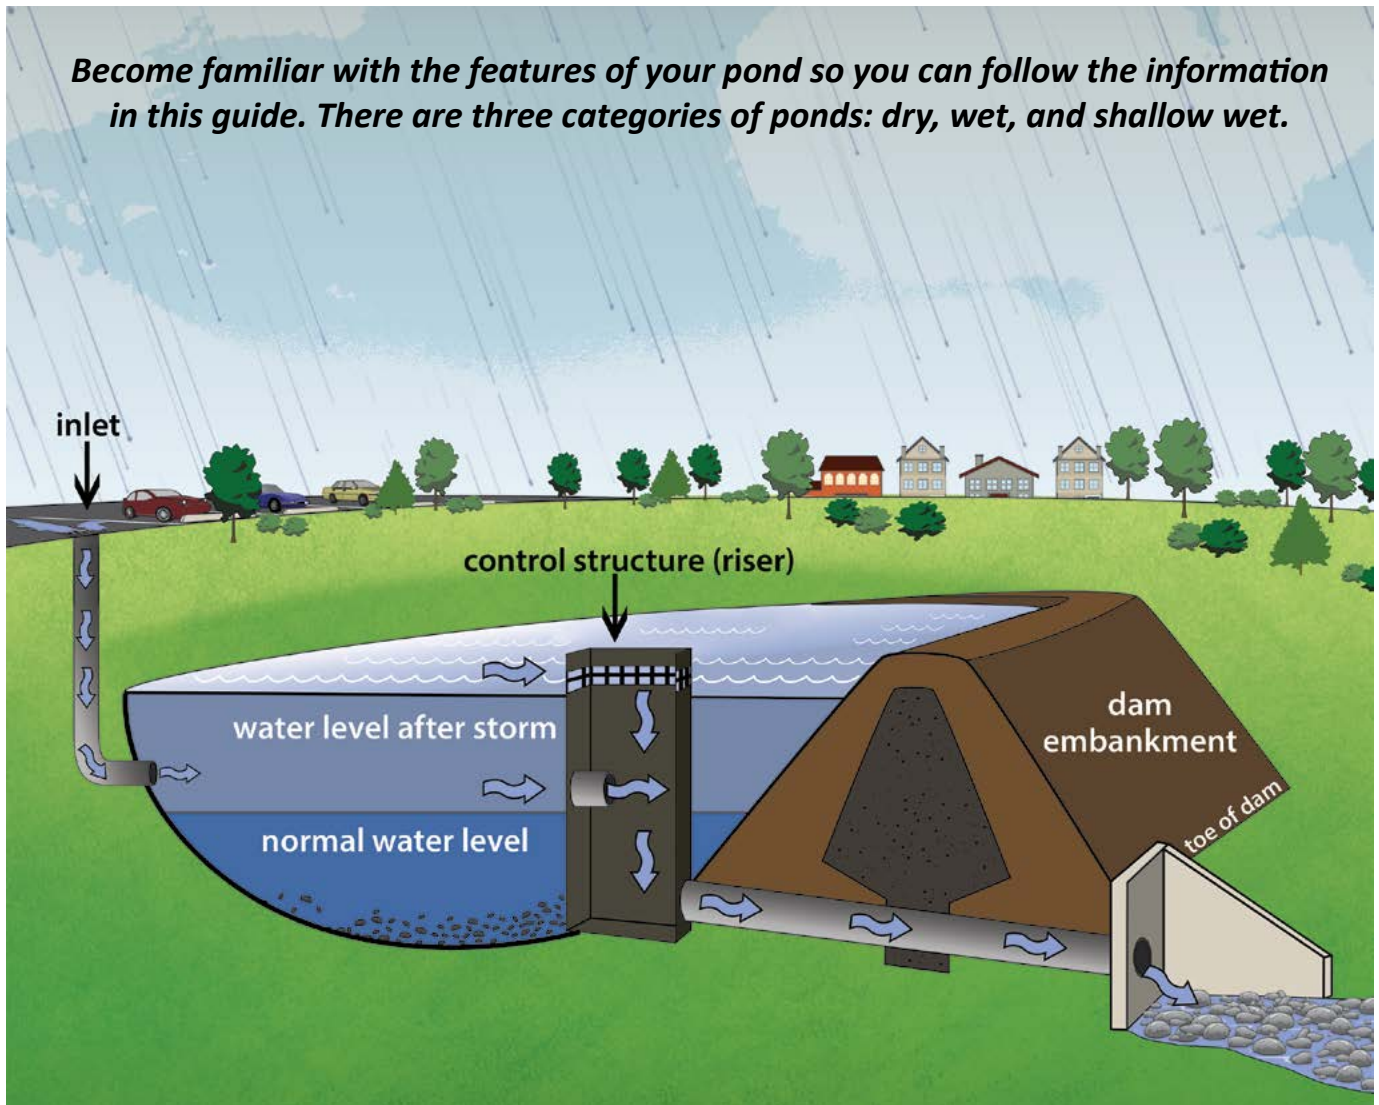 Become familiar with the features of your pond so you can follow the information
in this guide. There are three categories of ponds: dry, wet, and shallow wet.
inlet
control structure (riser)
water level after storm
normal water level
dam
embankment
toe of dam